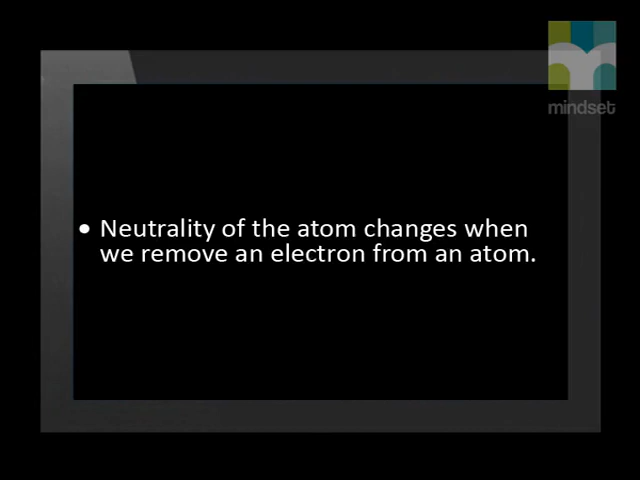 mindset
• Neutrality of the atom changes when
we remove an electron from an atom.